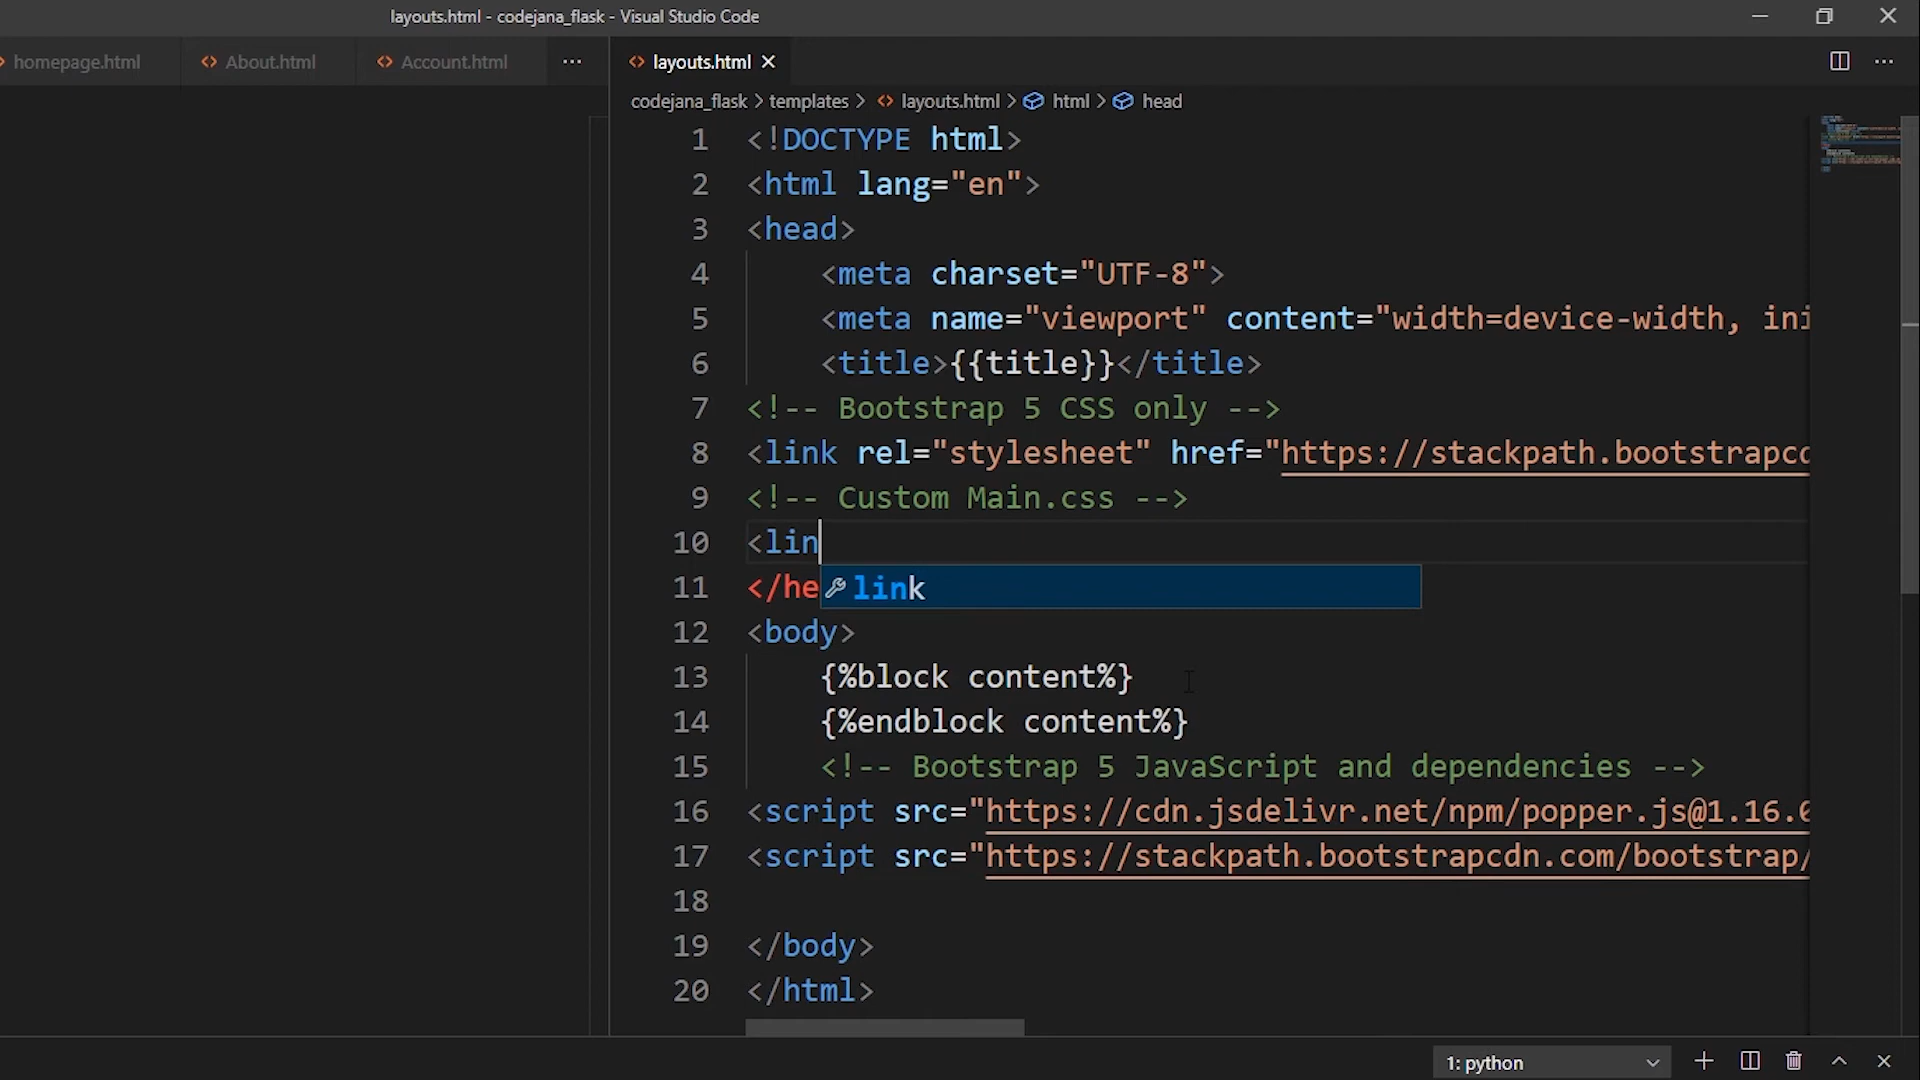 layouts.html - codejana_flask - Visual Studio Code
homepage.html
About.html
Account.html
layouts.html
codejana_flask > templates > layouts.html > html > head
1 <!DOCTYPE html>
2 <html lang="en">
3 <head>
4 <meta charset="UTF-8">
5 <meta name="viewport" content="width=device-width, ini
6 <title>{{title}}</title>
7 <!-- Bootstrap 5 CSS only -->
8 <link rel="stylesheet" href="https://stackpath.bootstrapcd
9 <!-- Custom Main.css -->
10 <lin
11 </he
link
12 <body>
13 {%block content%}
14 {%endblock content%}
15 <!-- Bootstrap 5 JavaScript and dependencies -->
16 <script src="https://cdn.jsdelivr.net/npm/popper.js@1.16.0
17 <script src="https://stackpath.bootstrapcdn.com/bootstrap/
18
19 </body>
20 </html>
1: python